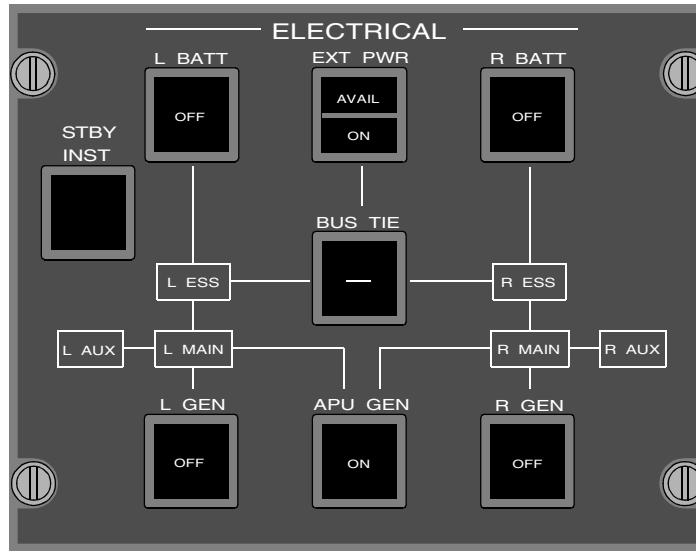 ELECTRICAL
L BATT
EXT PWR
R BATT
OFF
AVAIL
ON
OFF
STBY
INST
BUS TIE
L ESS
R ESS
L AUX
L MAIN
R MAIN
R AUX
L GEN
APU GEN
R GEN
OFF
ON
OFF